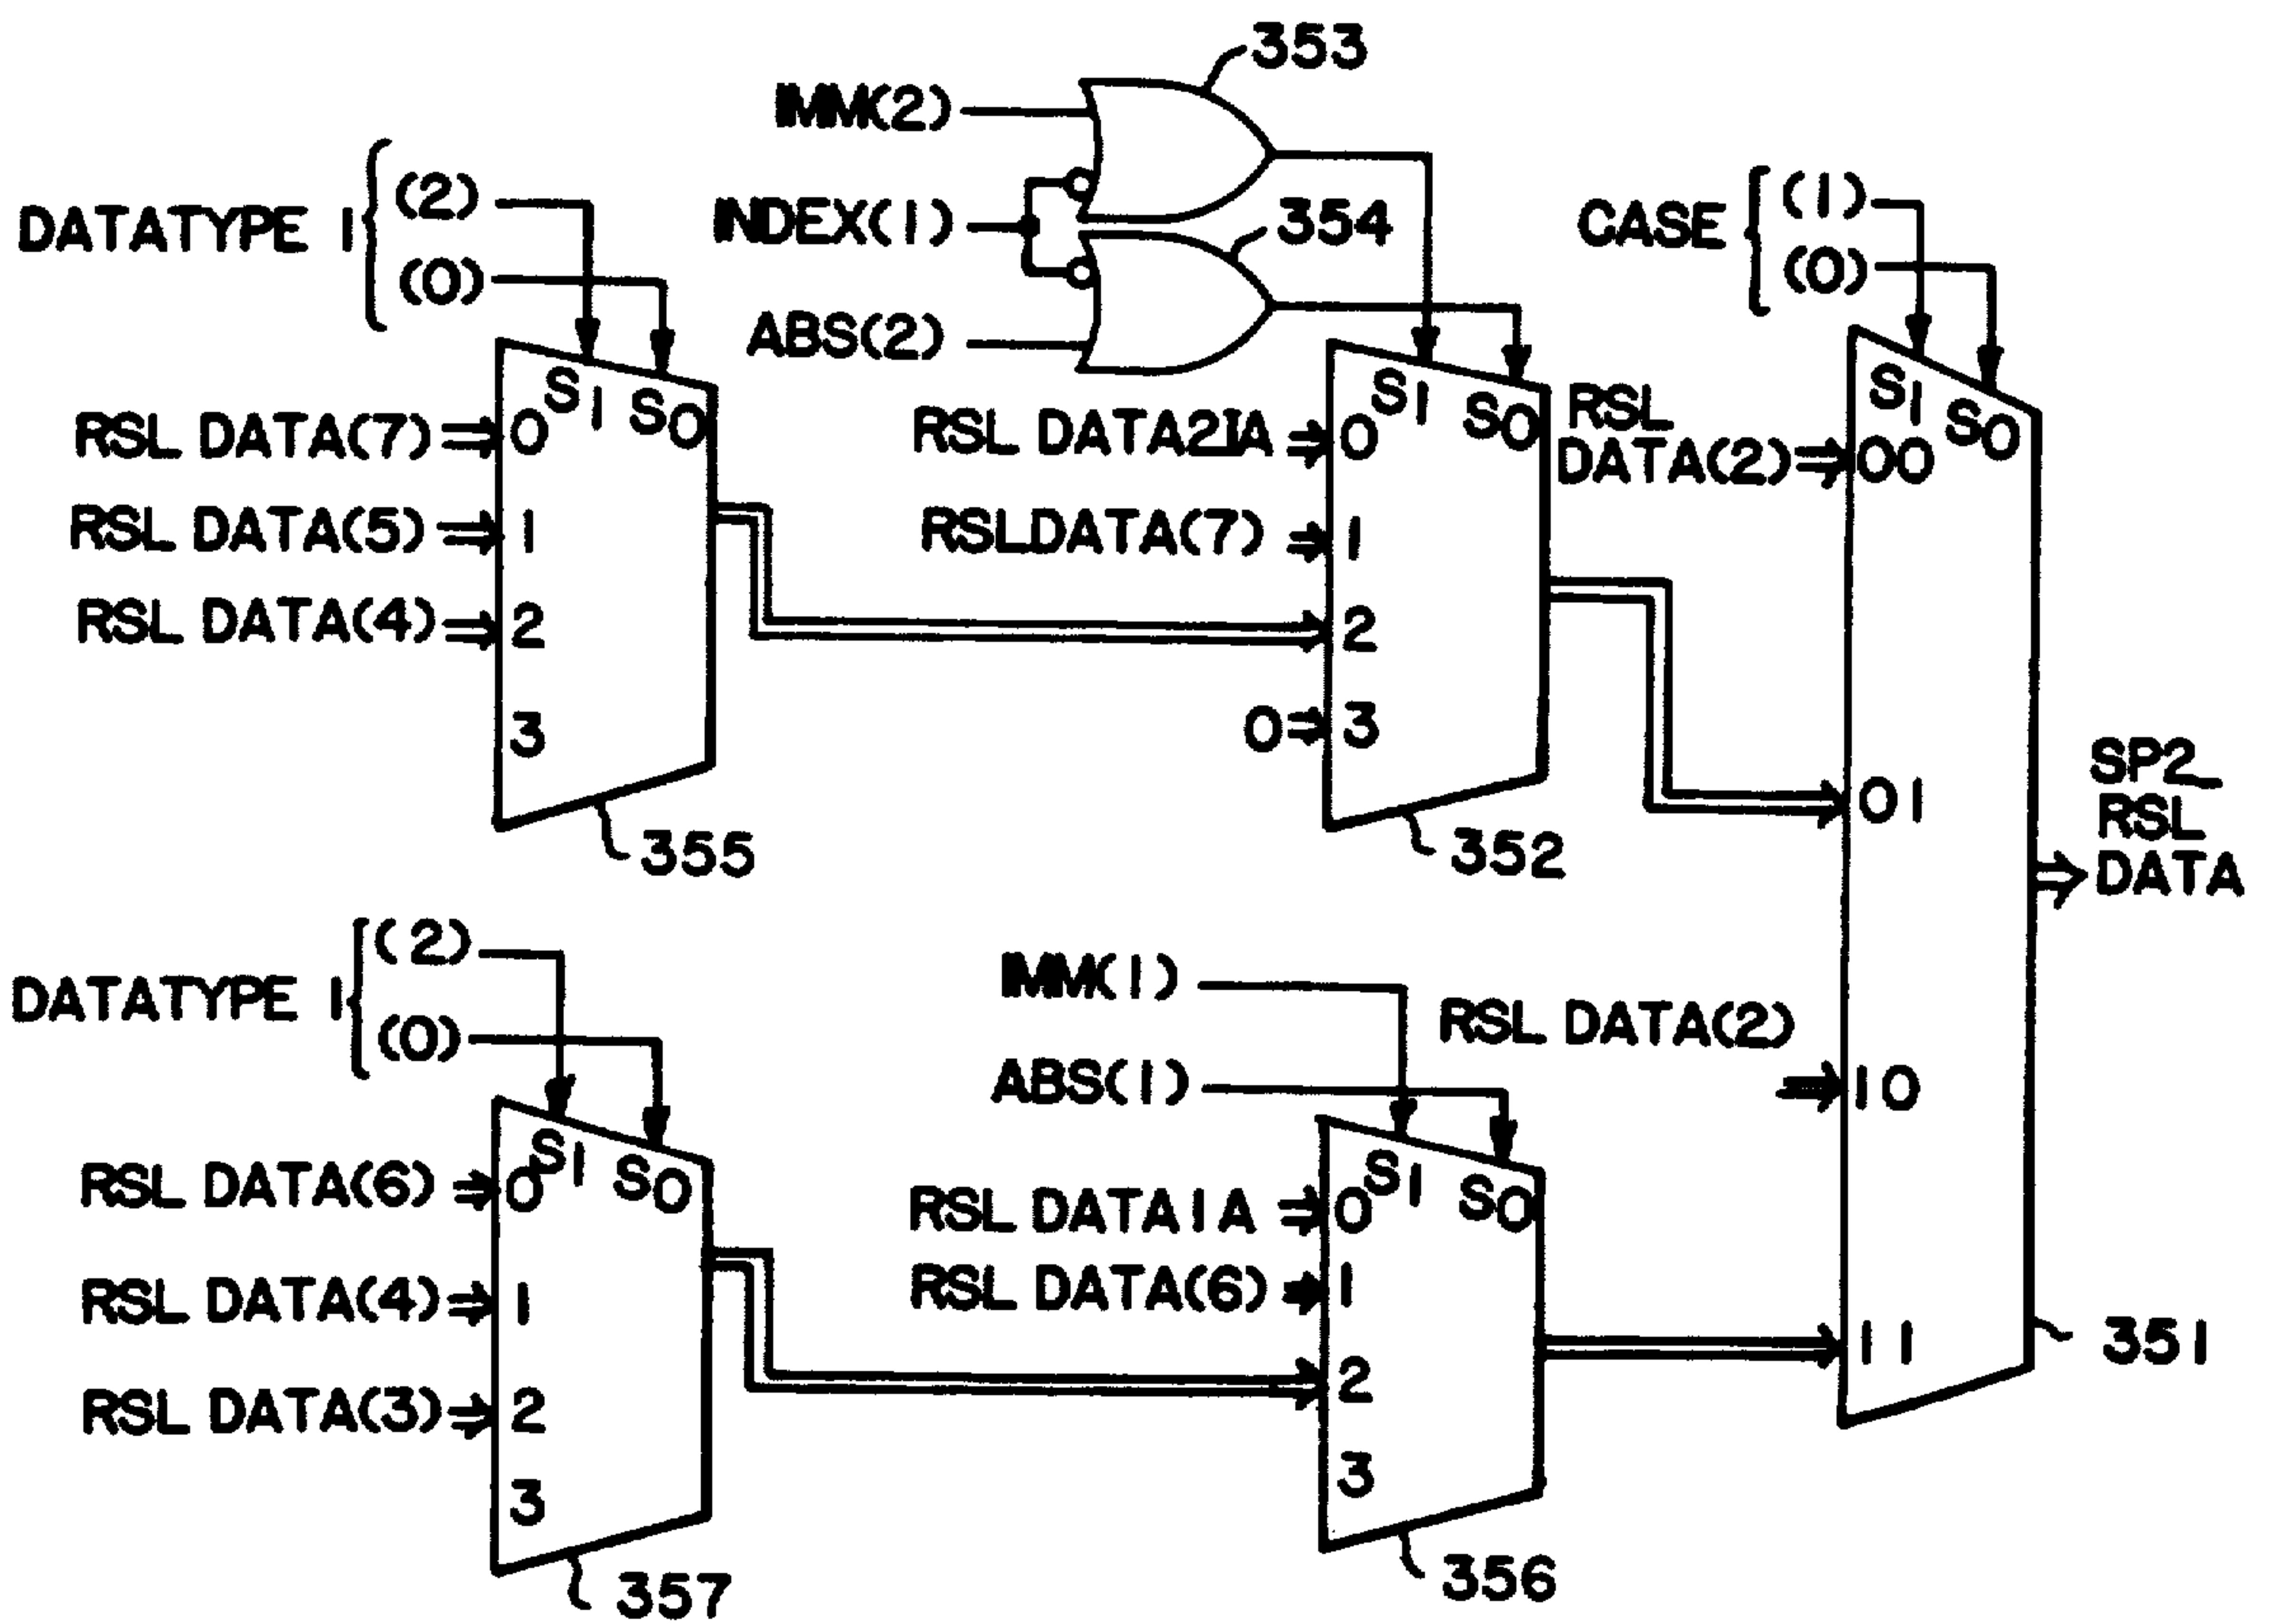 353
IMM(2)
DATATYPE 1 (2)
(0)
INDEX(1)
354
ABS(2)
CASE (1)
(0)
S1 S0
RSL DATA(7) 0
RSL DATA(5) 1
RSL DATA(4) 2
3
355
S1 S0
RSL DATA2IA 0
RSLDATA(7) 1
2
0 3
352
S1 S0
RSL
DATA(2) 00
01
SP2_
RSL
DATA
DATATYPE 1 (2)
(0)
S1 S0
RSL DATA(6) 0
RSL DATA(4) 1
RSL DATA(3) 2
3
357
IMM(1)
ABS(1)
S1 S0
RSL DATA1A 0
RSL DATA(6) 1
2
3
356
RSL DATA(2)
10
11
351